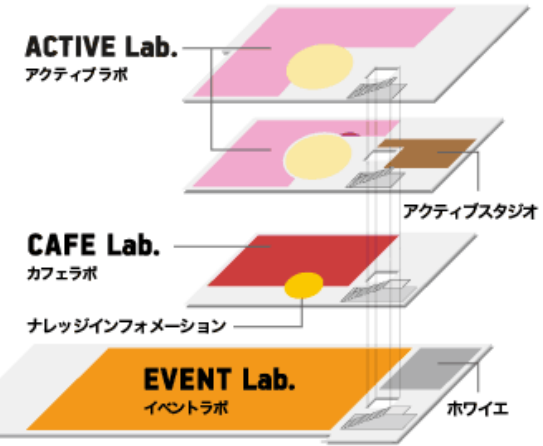 ACTIVE Lab.
アクティブラボ
アクティブスタジオ
CAFE Lab.
カフェラボ
ナレッジインフォメーション
EVENT Lab.
イベントラボ
ホワイエ